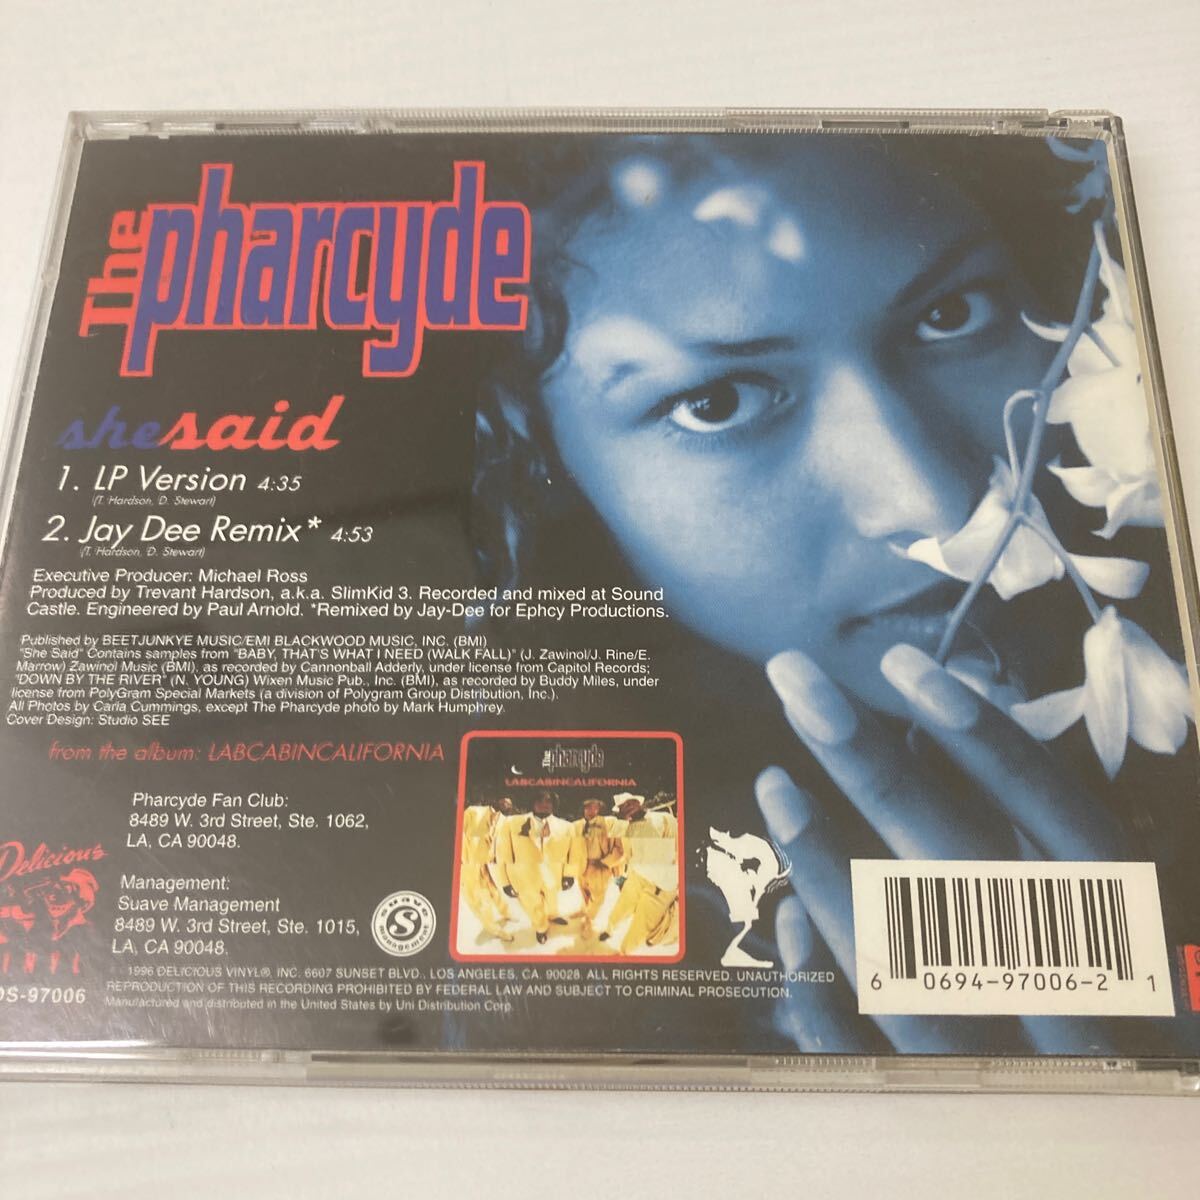 The pharcyde
she said
1. LP Version 4:35
(T. Hardson, D. Stewart)
2. Jay Dee Remix* 4:53
(T. Hardson, D. Stewart)
Executive Producer: Michael Ross
Produced by Trevant Hardson, a.k.a. SlimKid 3. Recorded and mixed at Sound
Castle. Engineered by Paul Arnold. *Remixed by Jay-Dee for Ephcy Productions.
Published by BEETJUNKYE MUSIC/EMI BLACKWOOD MUSIC, INC. (BMI)
"She Said" Contains samples from "BABY, THAT'S WHAT I NEED (WALK FALL)" (J. Zawinol/J. Rine/E.
Marrow) Zawinol Music (BMI), as recorded by Cannonball Adderly, under license from Capitol Records;
"DOWN BY THE RIVER" (N. YOUNG) Wixen Music Pub., Inc. (BMI), as recorded by Buddy Miles, under
license from PolyGram Special Markets (a division of Polygram Group Distribution, Inc.).
All Photos by Carla Cummings, except The Pharcyde photo by Mark Humphrey.
Cover Design: Studio SEE
from the album: LABCABINCALIFORNIA
The pharcyde
LABCABINCALIFORNIA
Pharcyde Fan Club:
8489 W. 3rd Street, Ste. 1062,
LA, CA 90048.
Delicious
VINYL
Management:
Suave Management
8489 W. 3rd Street, Ste. 1015,
LA, CA 90048.
suave
S
management
1996 DELICIOUS VINYL®, INC. 6607 SUNSET BLVD., LOS ANGELES, CA. 90028. ALL RIGHTS RESERVED. UNAUTHORIZED
REPRODUCTION OF THIS RECORDING PROHIBITED BY FEDERAL LAW AND SUBJECT TO CRIMINAL PROSECUTION.
Manufactured and distributed in the United States by Uni Distribution Corp.
DS-97006
6 0694-97006-2 1